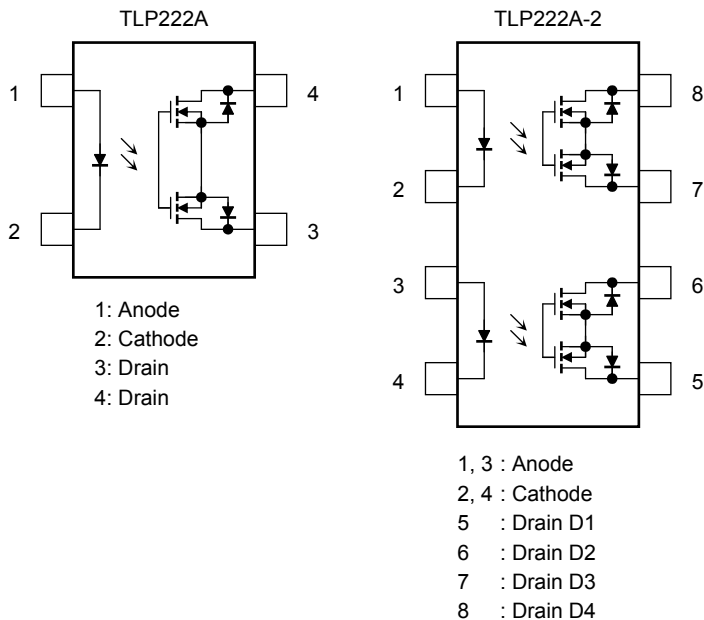 TLP222A
1
4
2
3
1: Anode
2: Cathode
3: Drain
4: Drain
TLP222A-2
1
8
2
7
3
6
4
5
1, 3 : Anode
2, 4 : Cathode
5 : Drain D1
6 : Drain D2
7 : Drain D3
8 : Drain D4